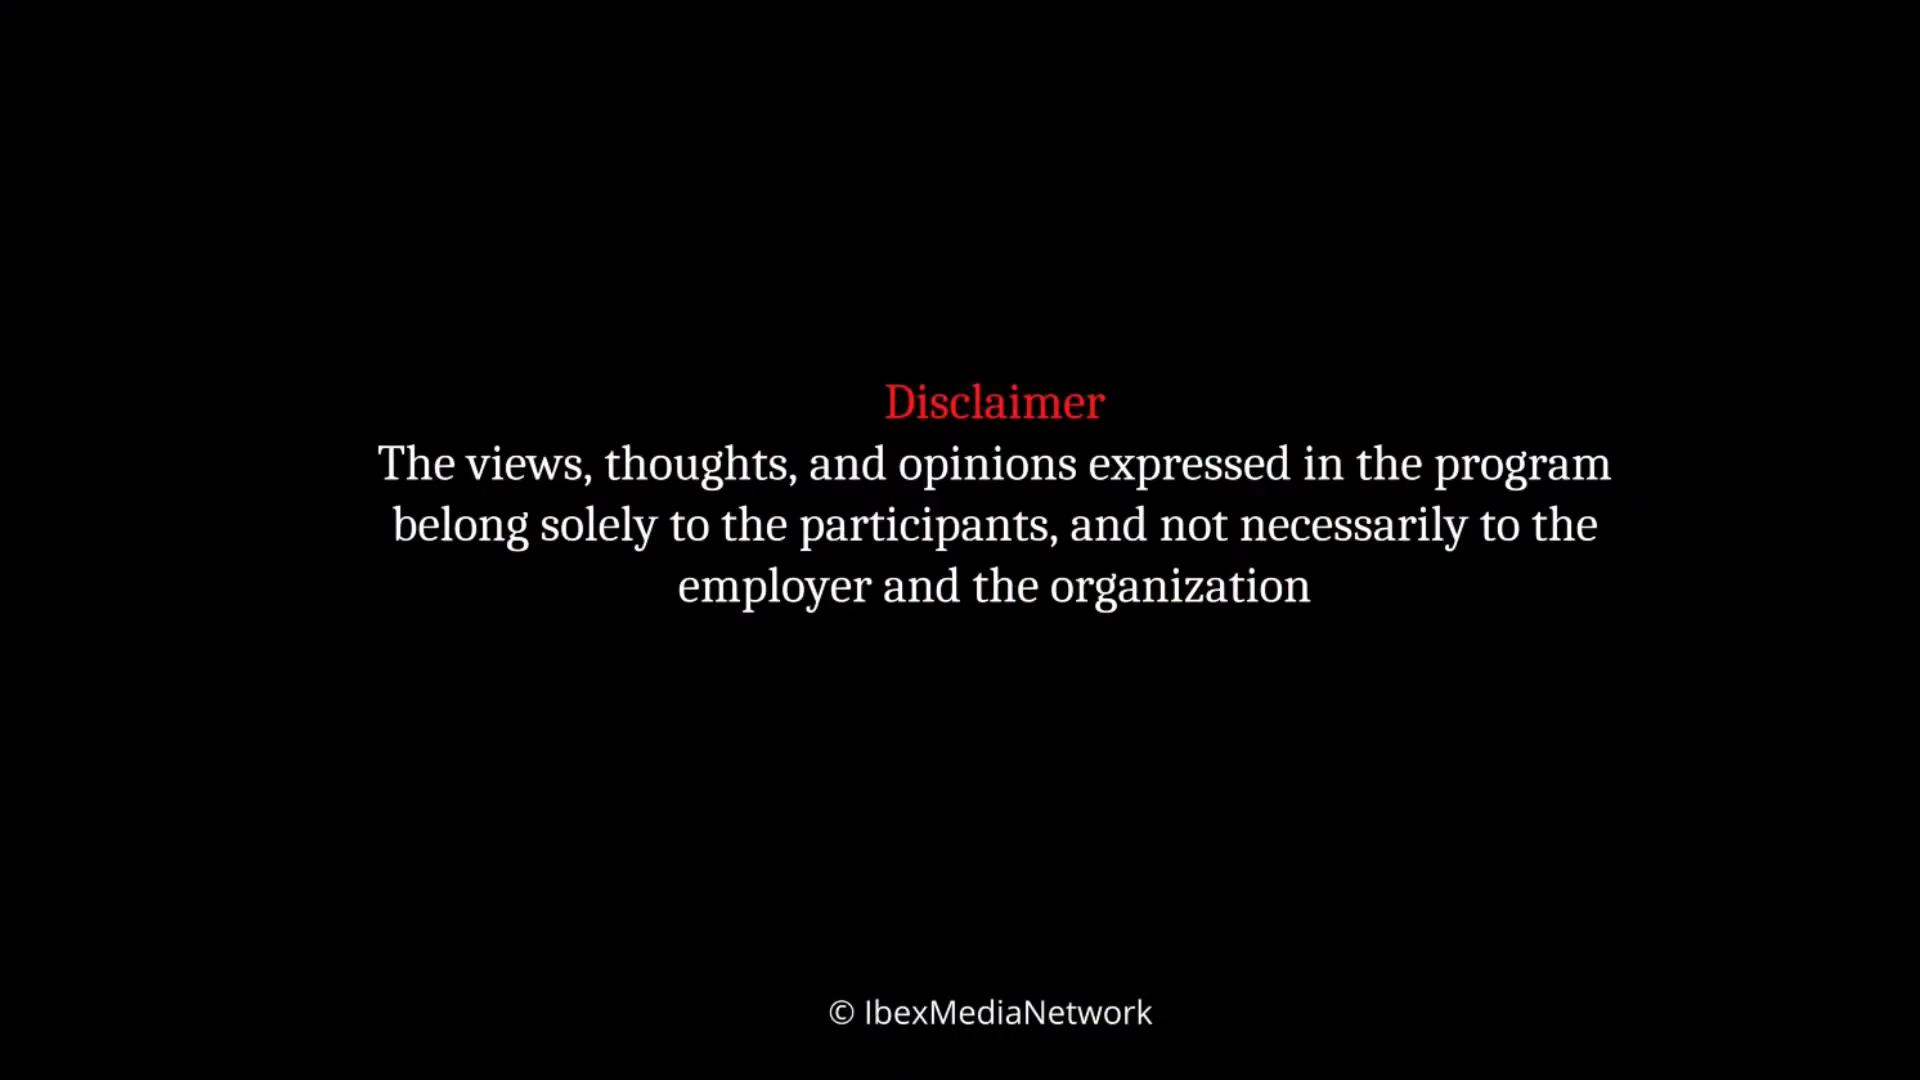 Disclaimer
The views, thoughts, and opinions expressed in the program
belong solely to the participants, and not necessarily to the
employer and the organization
© IbexMediaNetwork